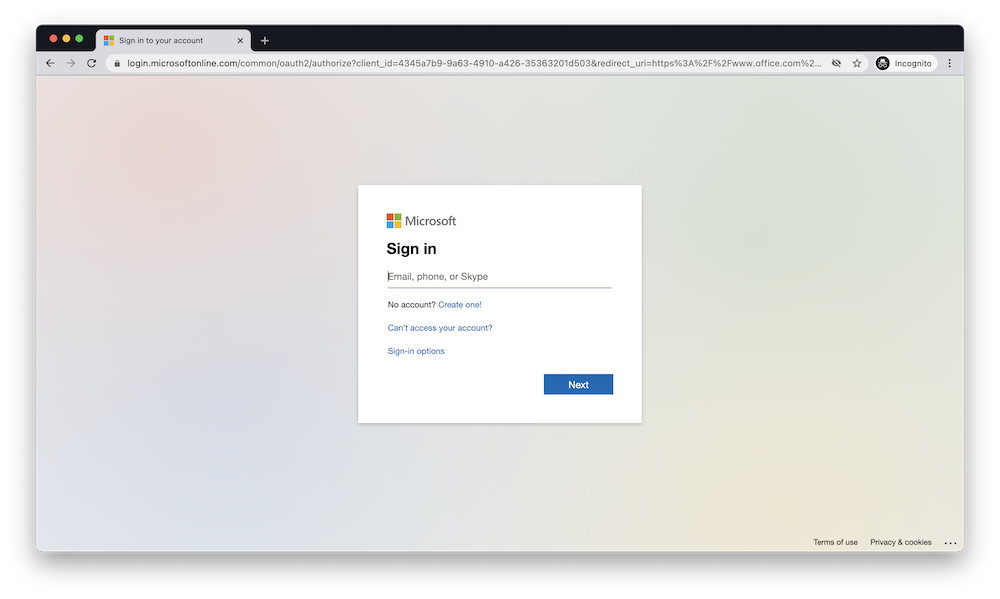 Sign in to your account
login.microsoftonline.com/common/oauth2/authorize?client_id=4345a7b9-9a63-4910-a426-35363201d503&redirect_uri=https%3A%2F%2Fwww.office.com%2...
Incognito
Microsoft
Sign in
Email, phone, or Skype
No account? Create one!
Can't access your account?
Sign-in options
Next
Terms of use Privacy & cookies ...